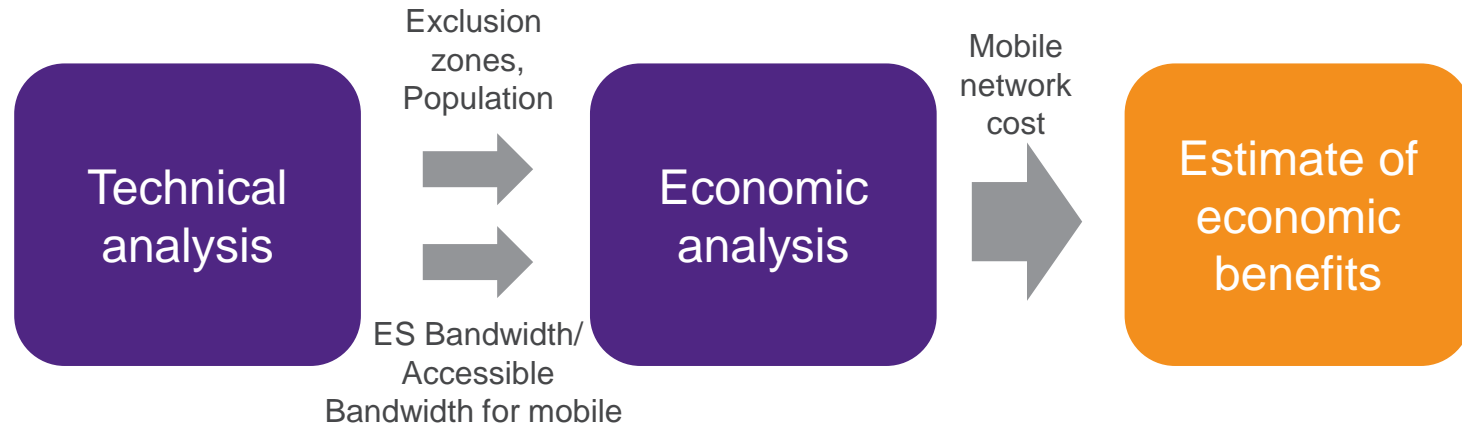 Technical
analysis
Exclusion
zones,
Population
ES Bandwidth/
Accessible
Bandwidth for mobile
Economic
analysis
Mobile
network
cost
Estimate of
economic
benefits